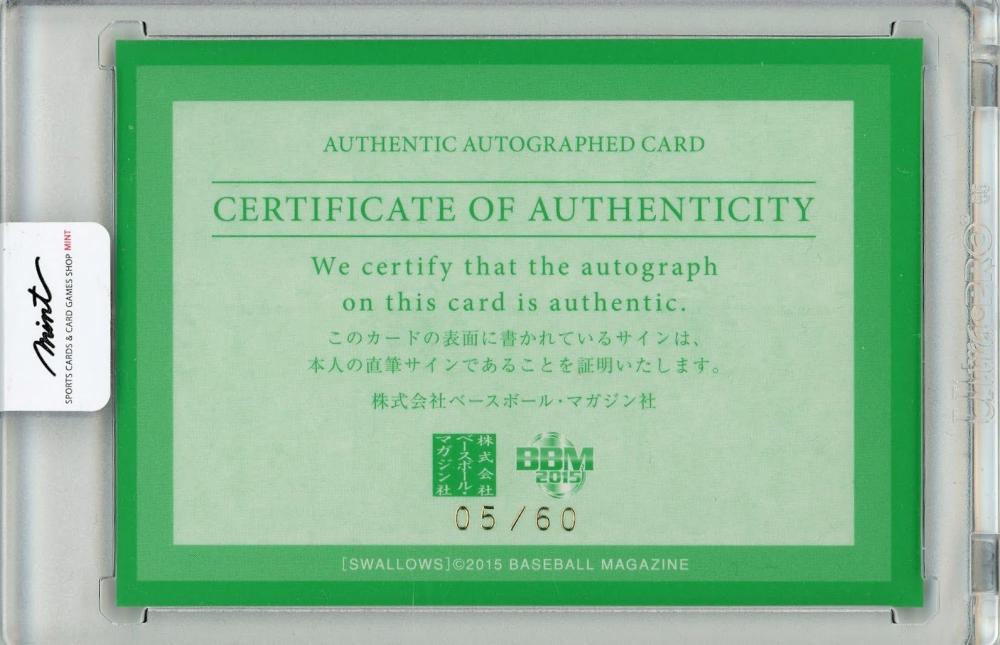 AUTHENTIC AUTOGRAPHED CARD
CERTIFICATE OF AUTHENTICITY
We certify that the autograph
on this card is authentic.
このカードの表面に書かれているサインは、
本人の直筆サインであることを証明いたします。
株式会社ベースボール・マガジン社
株式会社
ベースボール・
マガジン社
BBM
2015
05/60
[SWALLOWS]©2015 BASEBALL MAGAZINE
mint
SPORTS CARDS & CARD GAMES SHOP MINT